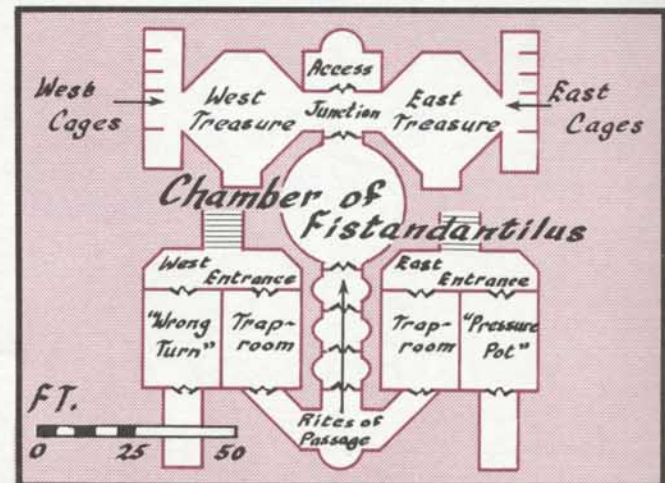 Access
West
Cages
West
Treasure
Junction
East
Treasure
East
Cages
Chamber of
Fistandantilus
West
Entrance
East
Entrance
"Wrong
Turn"
Trap-
room
Trap-
room
"Pressure
Pot"
Rites of
Passage
FT.
0 25 50